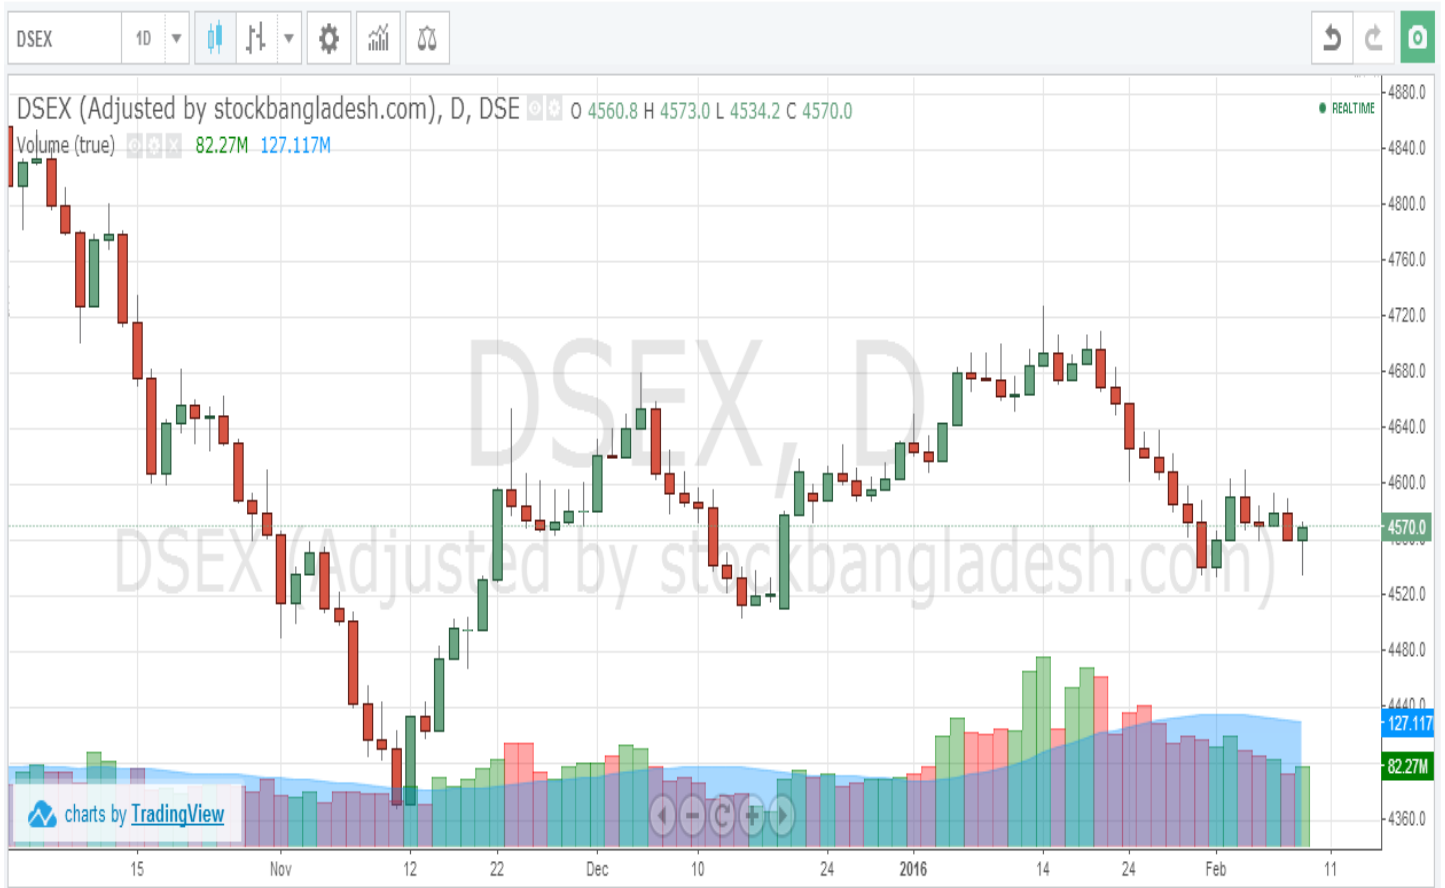 DSEX 1D
DSEX (Adjusted by stockbangladesh.com), D, DSE O 4560.8 H 4573.0 L 4534.2 C 4570.0
REALTIME
Volume (true) 82.27M 127.117M
4880.0
4840.0
4800.0
4760.0
4720.0
4680.0
4640.0
4600.0
4570.0
4520.0
4480.0
4440.0
127.117
82.27M
4360.0
DSEX, D
DSEX (Adjusted by stockbangladesh.com)
charts by TradingView
15 Nov 12 22 Dec 10 24 2016 14 24 Feb 11